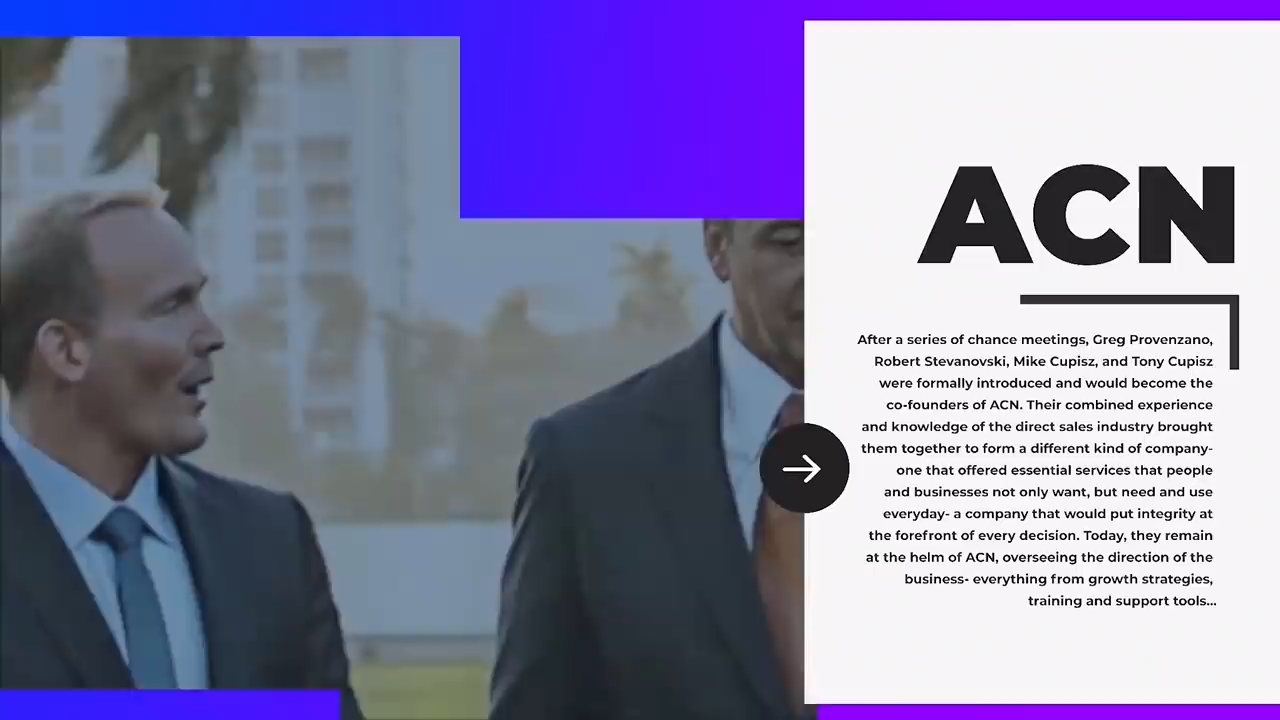 ACN
After a series of chance meetings, Greg Provenzano,
Robert Stevanovski, Mike Cupisz, and Tony Cupisz
were formally introduced and would become the
co-founders of ACN. Their combined experience
and knowledge of the direct sales industry brought
them together to form a different kind of company-
one that offered essential services that people
and businesses not only want, but need and use
everyday- a company that would put integrity at
the forefront of every decision. Today, they remain
at the helm of ACN, overseeing the direction of the
business- everything from growth strategies,
training and support tools...